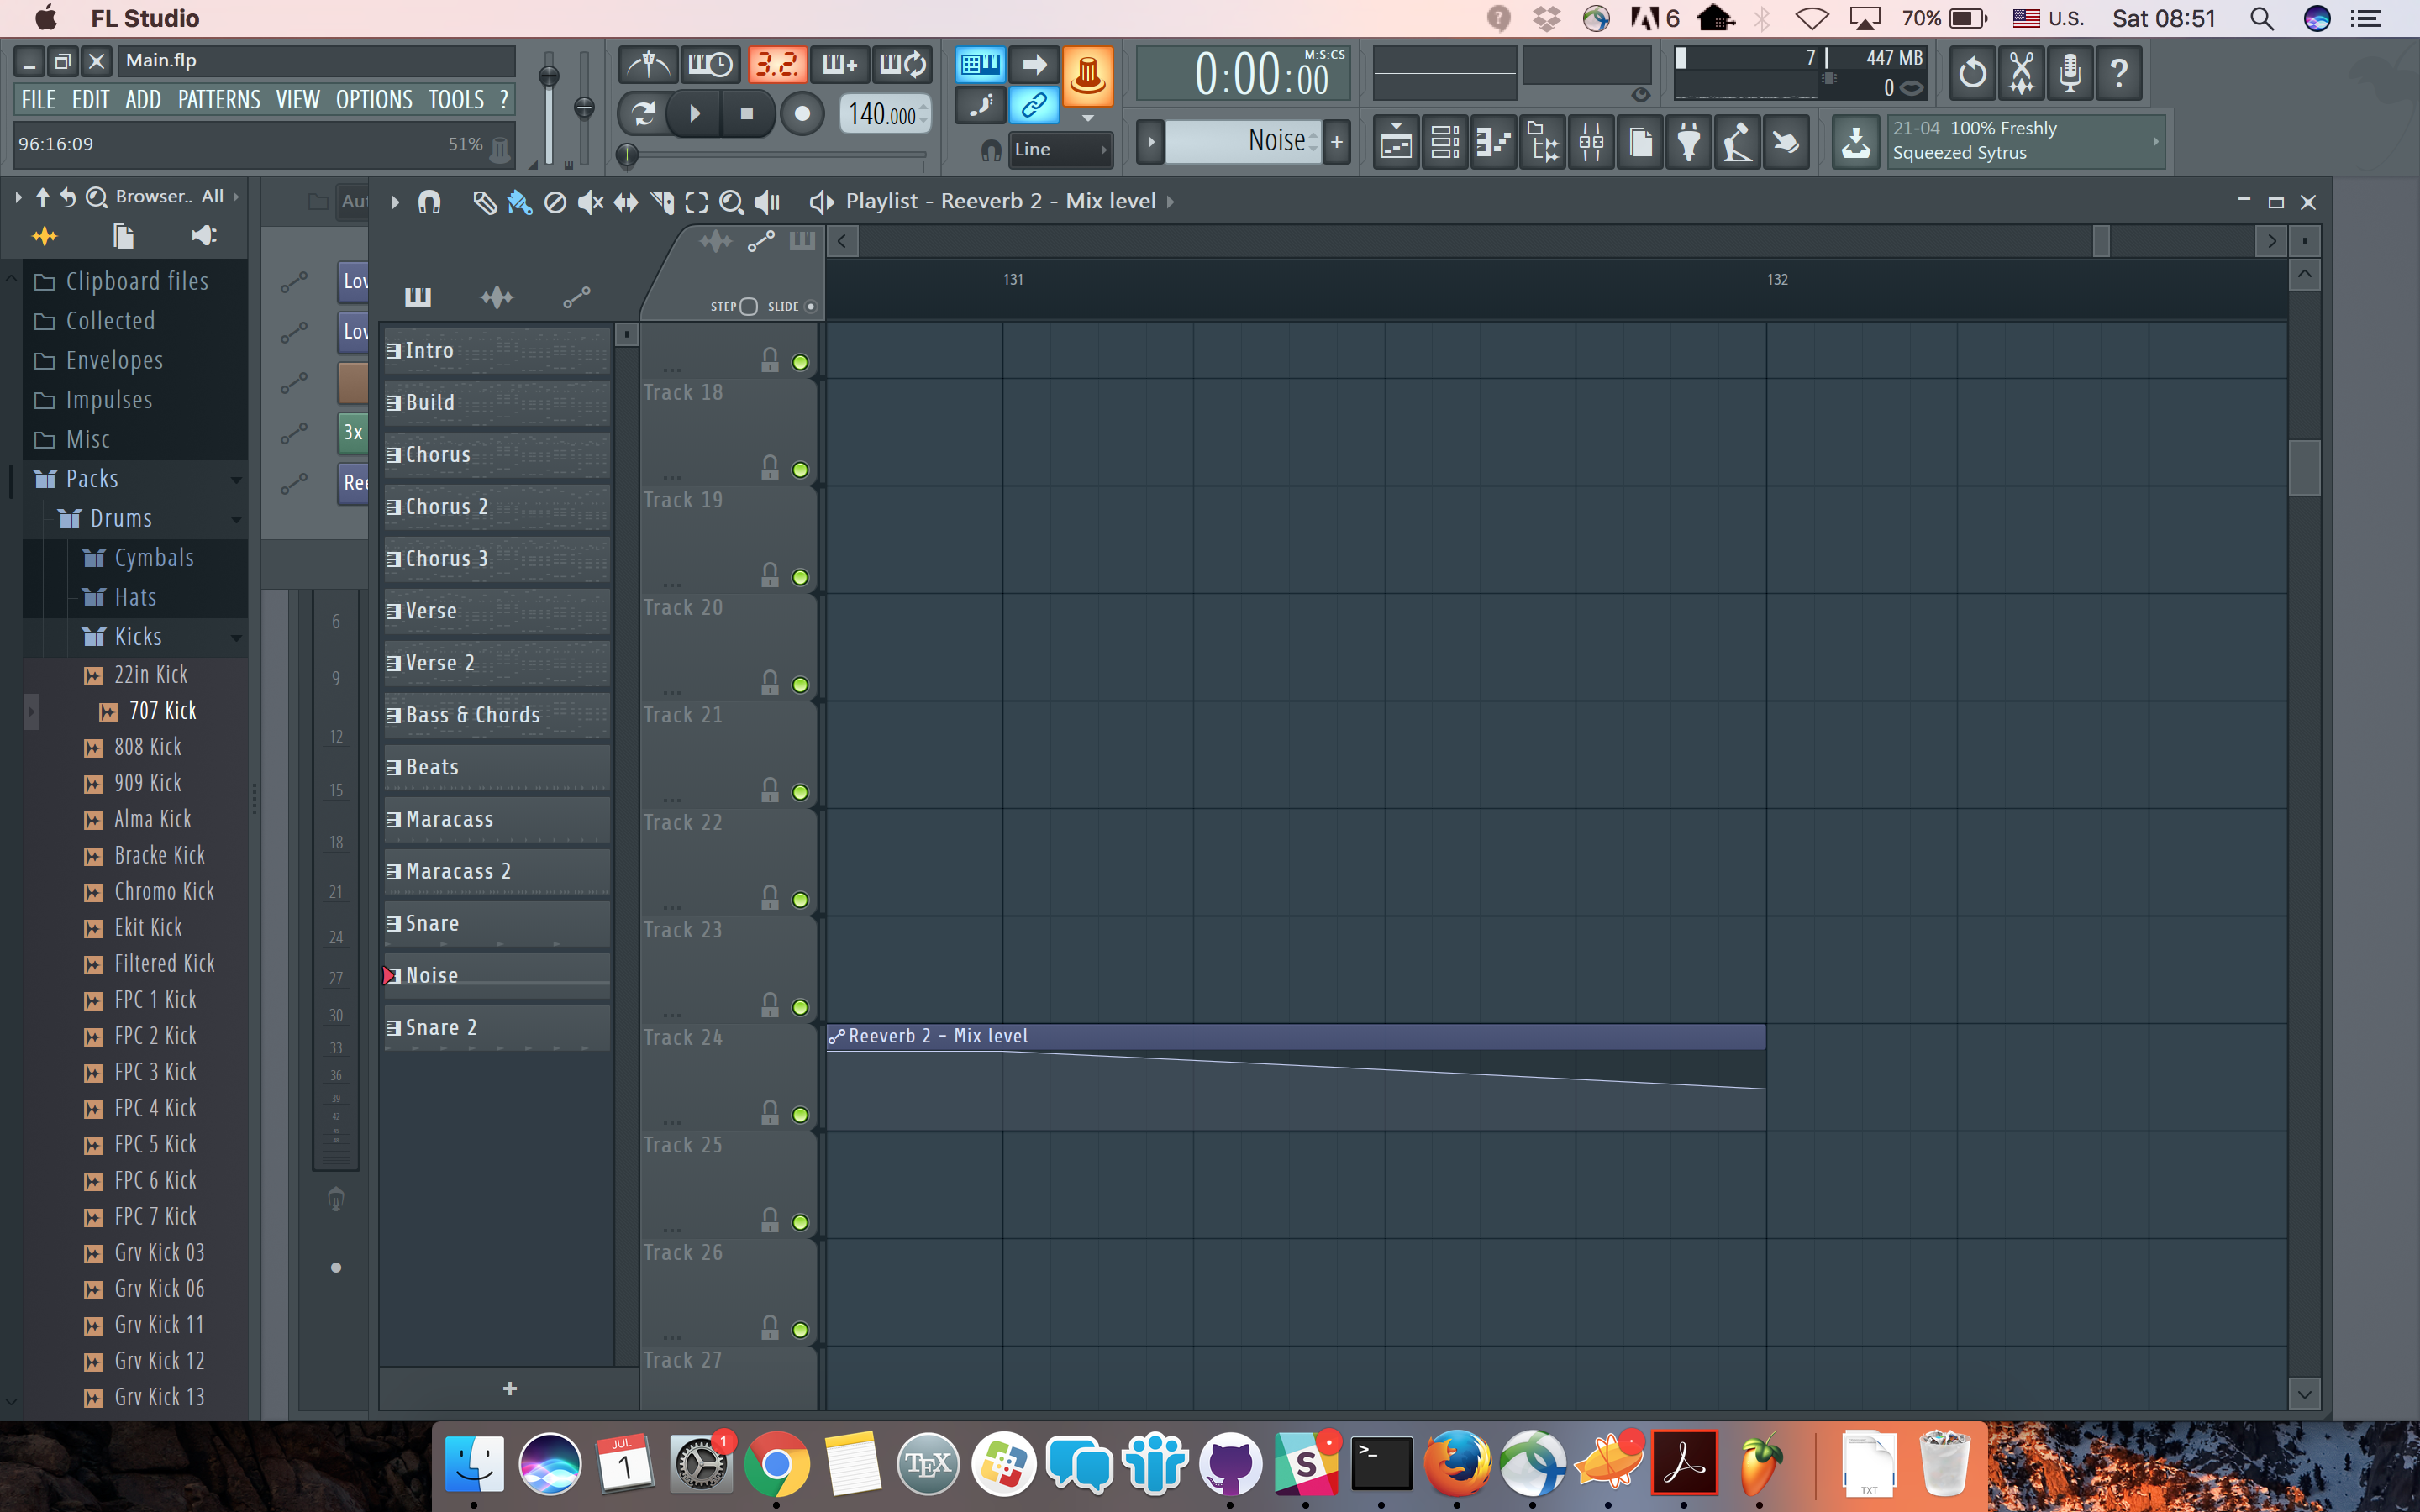 FL Studio
6
70%
U.S.
Sat 08:51
Main.flp
FILE EDIT ADD PATTERNS VIEW OPTIONS TOOLS ?
96:16:09
51%
3.2.
140.000
Line
0:00:00
M:S:CS
Noise
7
447 MB
0
21-04 100% Freshly
Squeezed Sytrus
Browser.. All
Playlist - Reeverb 2 - Mix level
STEP
SLIDE
131
132
Clipboard files
Collected
Envelopes
Impulses
Misc
Packs
Drums
Cymbals
Hats
Kicks
22in Kick
707 Kick
808 Kick
909 Kick
Alma Kick
Bracke Kick
Chromo Kick
Ekit Kick
Filtered Kick
FPC 1 Kick
FPC 2 Kick
FPC 3 Kick
FPC 4 Kick
FPC 5 Kick
FPC 6 Kick
FPC 7 Kick
Grv Kick 03
Grv Kick 06
Grv Kick 11
Grv Kick 12
Grv Kick 13
Aut
Lov
Lov
3x
Ree
6
9
12
15
18
21
24
27
30
33
36
39
42
Intro
Build
Chorus
Chorus 2
Chorus 3
Verse
Verse 2
Bass & Chords
Beats
Maracass
Maracass 2
Snare
Noise
Snare 2
+
Track 18
Track 19
Track 20
Track 21
Track 22
Track 23
Track 24
Track 25
Track 26
Track 27
Reeverb 2 - Mix level
JUL
1
1
TEX
S
>_
TXT